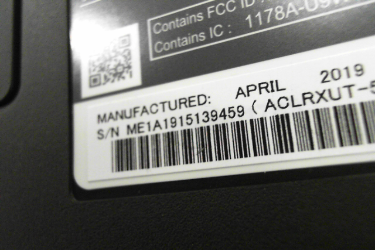 Contains FCC ID
Contains IC : 1178A-
MANUFACTURED: APRIL 2019
S/N ME1A1915139459 ( ACLRXUT-